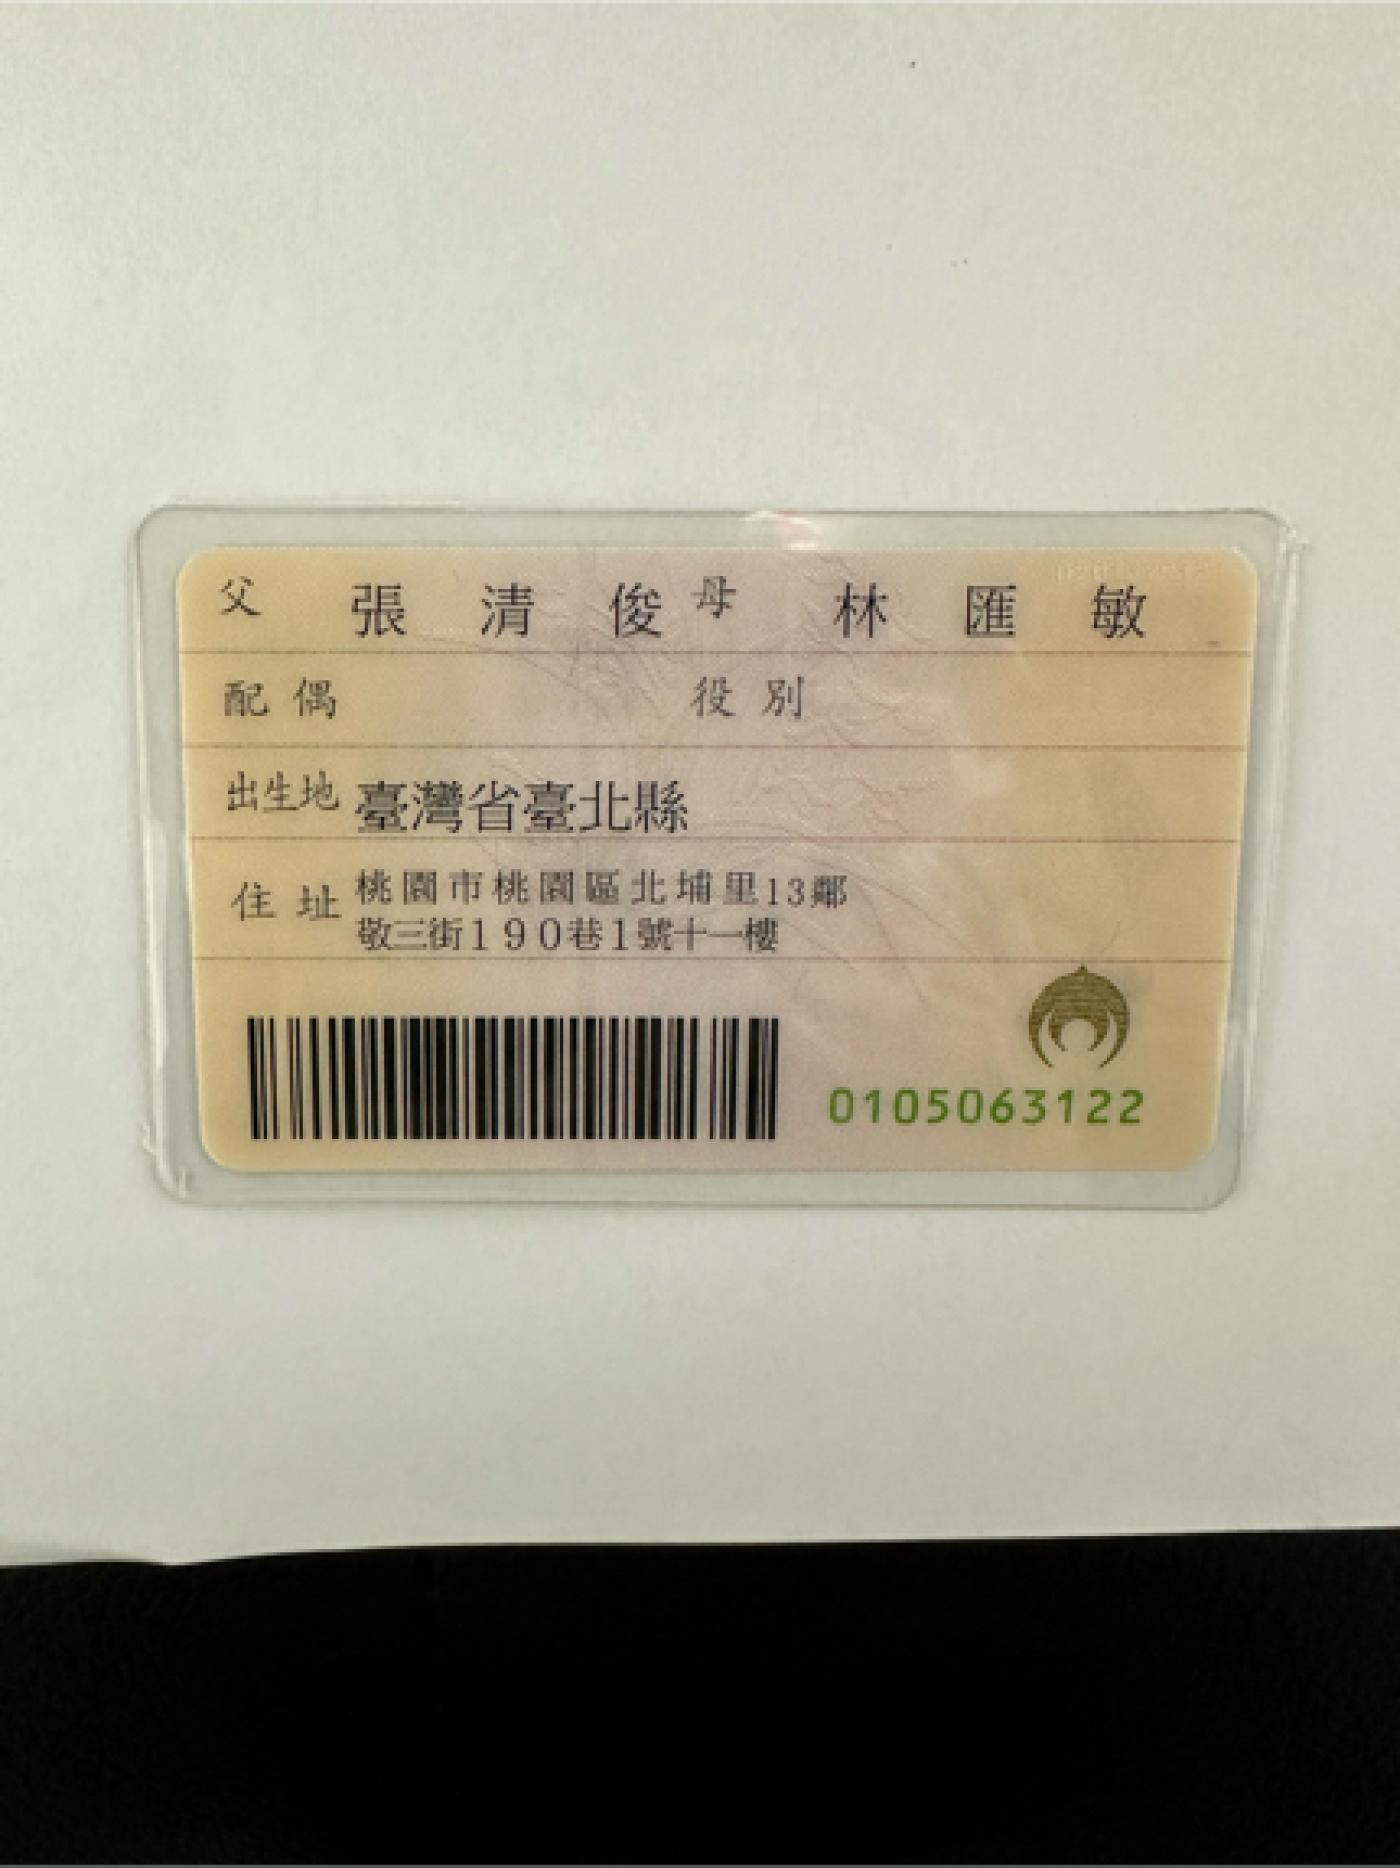 父 張清俊 母 林匯敏
配偶 役別
出生地 臺灣省臺北縣
住址 桃園市桃園區北埔里13鄰
敬三街190巷1號十一樓
0105063122